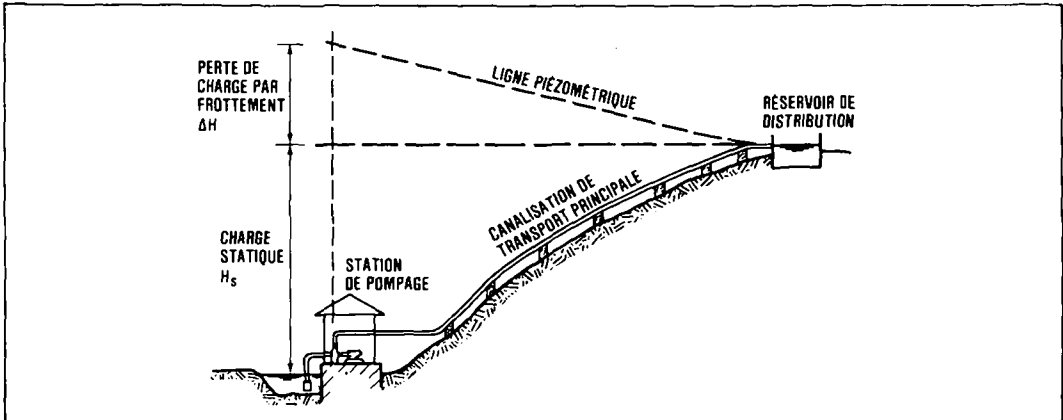 PERTE DE
CHARGE PAR
FROTTEMENT
ΔH
LIGNE PIÉZOMÉTRIQUE
RÉSERVOIR DE
DISTRIBUTION
CANALISATION DE
TRANSPORT PRINCIPALE
CHARGE
STATIQUE
Hs
STATION
DE POMPAGE